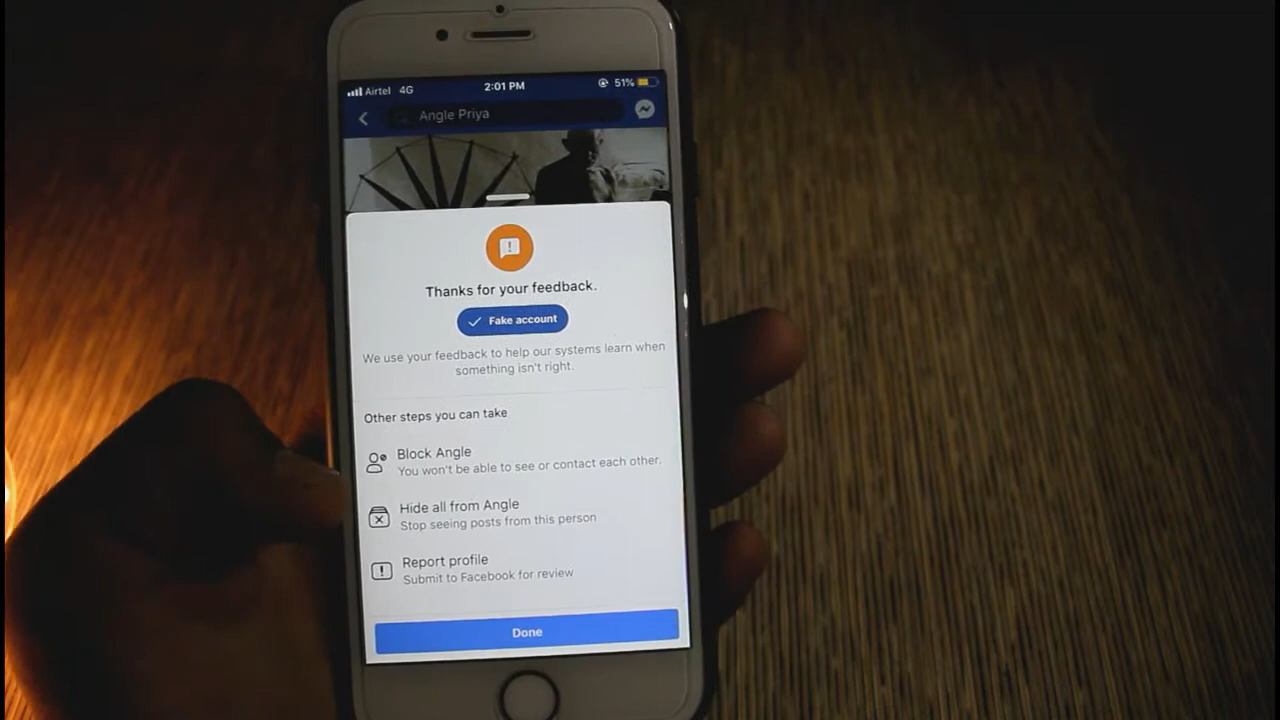 Airtel 4G 2:01 PM 51%
Angle Priya
Thanks for your feedback.
Fake account
We use your feedback to help our systems learn when
something isn't right.
Other steps you can take
Block Angle
You won't be able to see or contact each other.
Hide all from Angle
Stop seeing posts from this person
Report profile
Submit to Facebook for review
Done